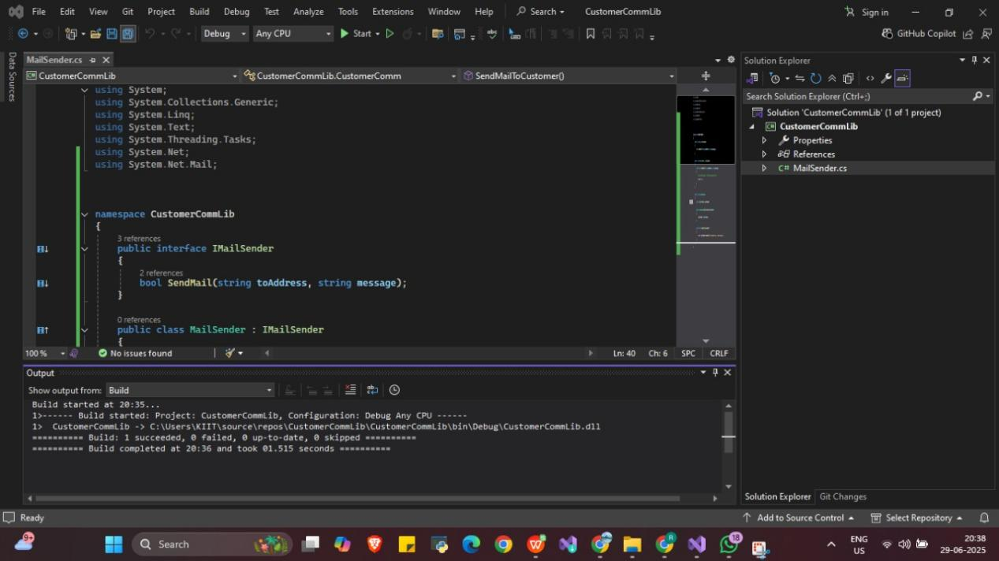 File Edit View Git Project Build Debug Test Analyze Tools Extensions Window Help Search CustomerCommLib Sign in
Debug Any CPU Start GitHub Copilot
Data Sources
MailSender.cs
CustomerCommLib CustomerCommLib.CustomerComm SendMailToCustomer()
using System;
using System.Collections.Generic;
using System.Linq;
using System.Text;
using System.Threading.Tasks;
using System.Net;
using System.Net.Mail;
namespace CustomerCommLib
{
3 references
public interface IMailSender
{
2 references
bool SendMail(string toAddress, string message);
}
0 references
public class MailSender : IMailSender
{
100 % No issues found Ln: 40 Ch: 6 SPC CRLF
Output
Show output from: Build
Build started at 20:35...
1>------ Build started: Project: CustomerCommLib, Configuration: Debug Any CPU ------
1>  CustomerCommLib -> C:\Users\KIIT\source\repos\CustomerCommLib\CustomerCommLib\bin\Debug\CustomerCommLib.dll
========== Build: 1 succeeded, 0 failed, 0 up-to-date, 0 skipped ==========
========== Build completed at 20:36 and took 01.515 seconds ==========
Solution Explorer
Search Solution Explorer (Ctrl+;)
Solution 'CustomerCommLib' (1 of 1 project)
CustomerCommLib
Properties
References
C# MailSender.cs
Solution Explorer Git Changes
Ready Add to Source Control Select Repository
9+ Search R 18 ENG US 20:38 29-06-2025